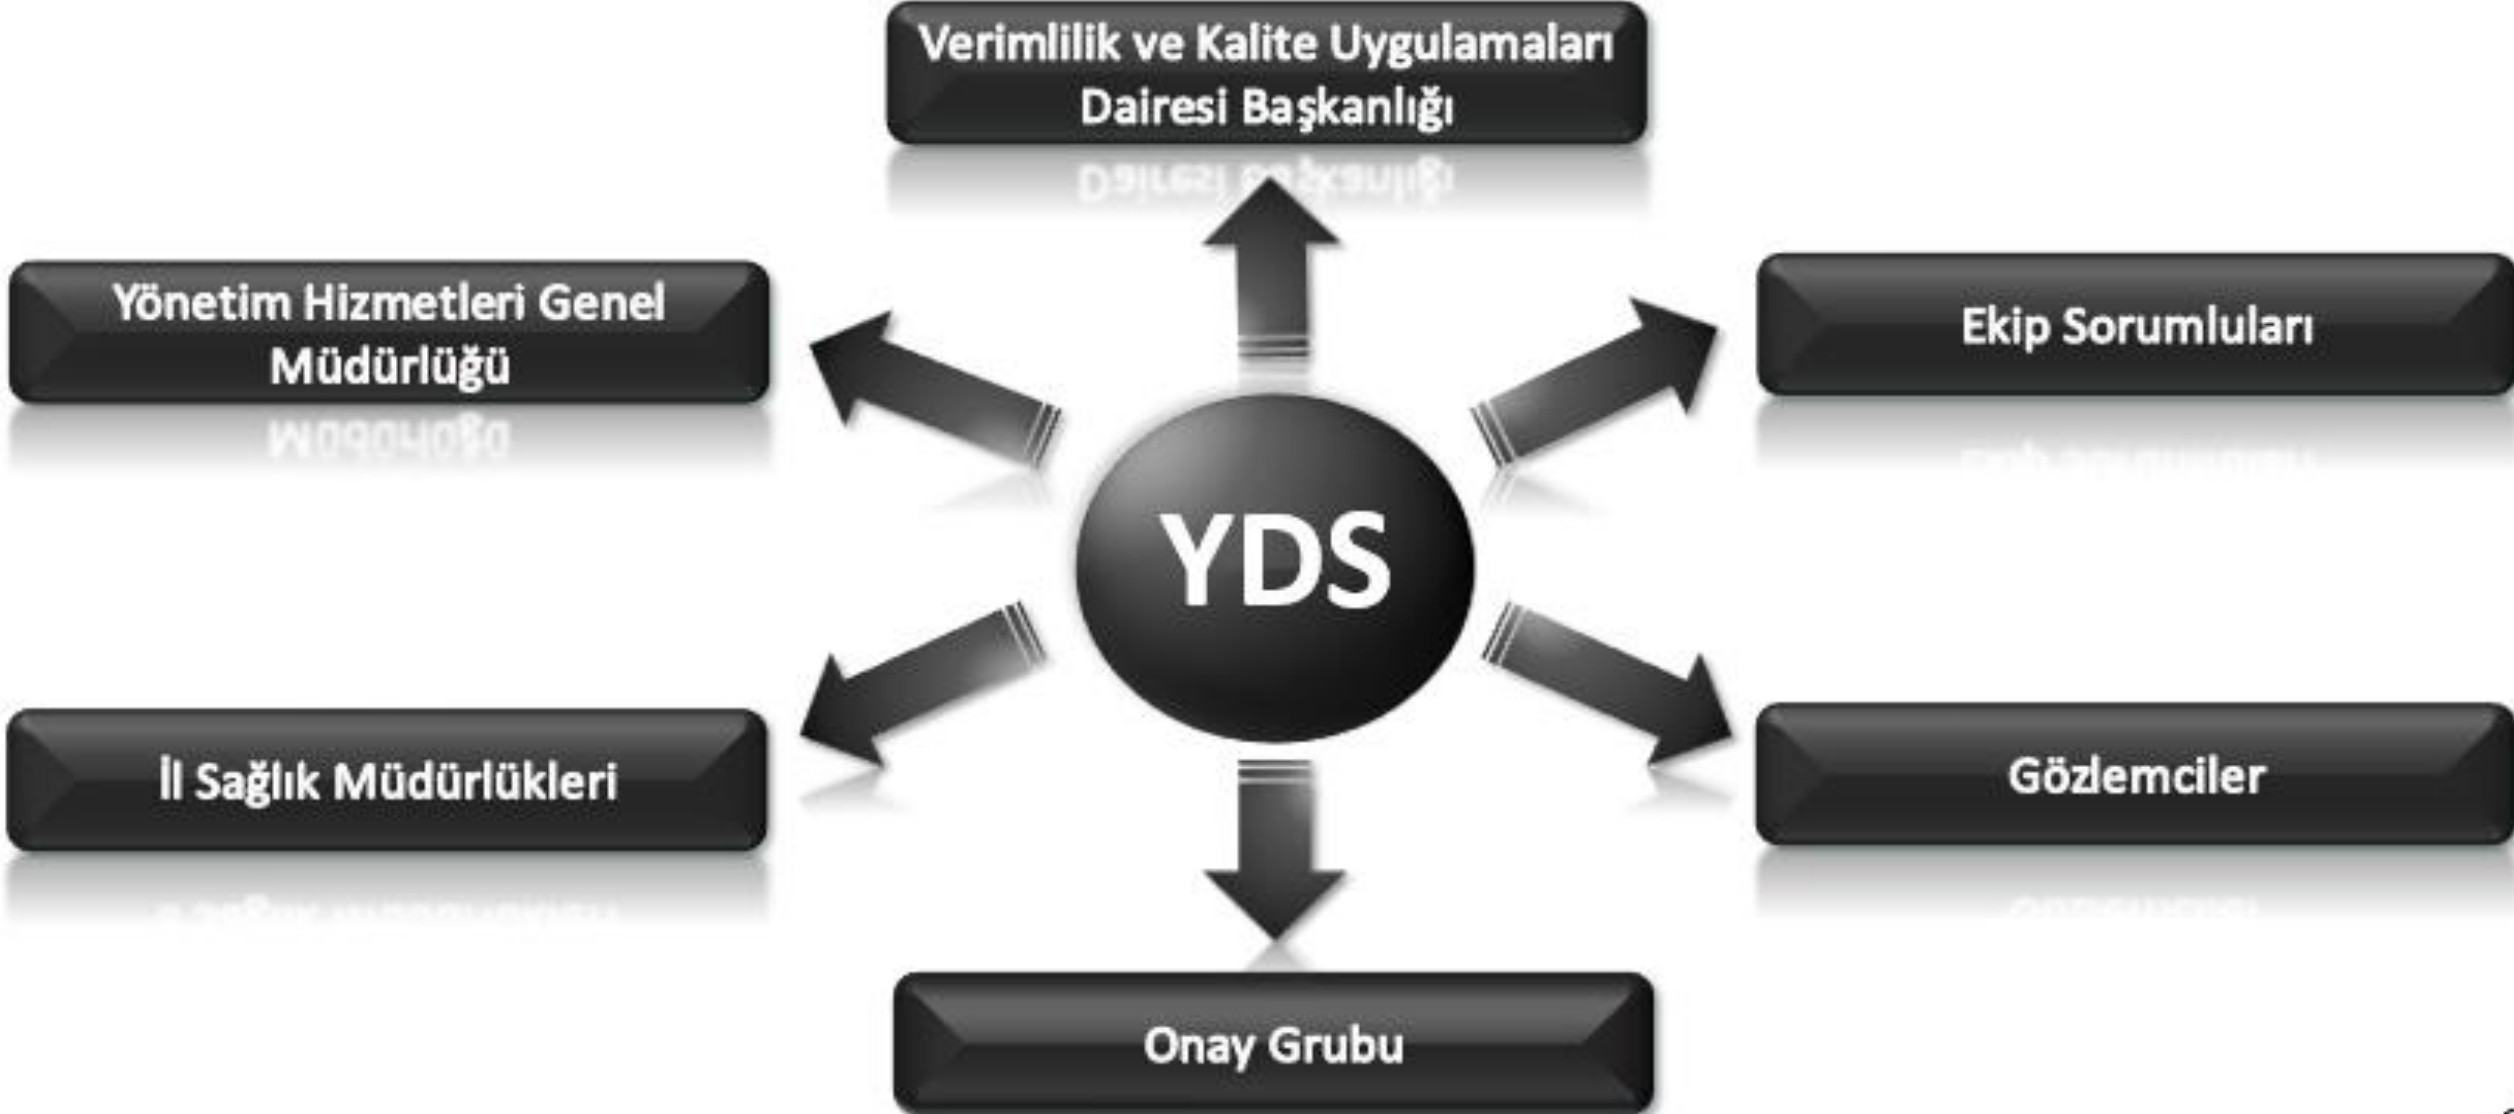 Verimlilik ve Kalite Uygulamaları
Dairesi Başkanlığı
Yönetim Hizmetleri Genel
Müdürlüğü
Ekip Sorumluları
YDS
İl Sağlık Müdürlükleri
Gözlemciler
Onay Grubu